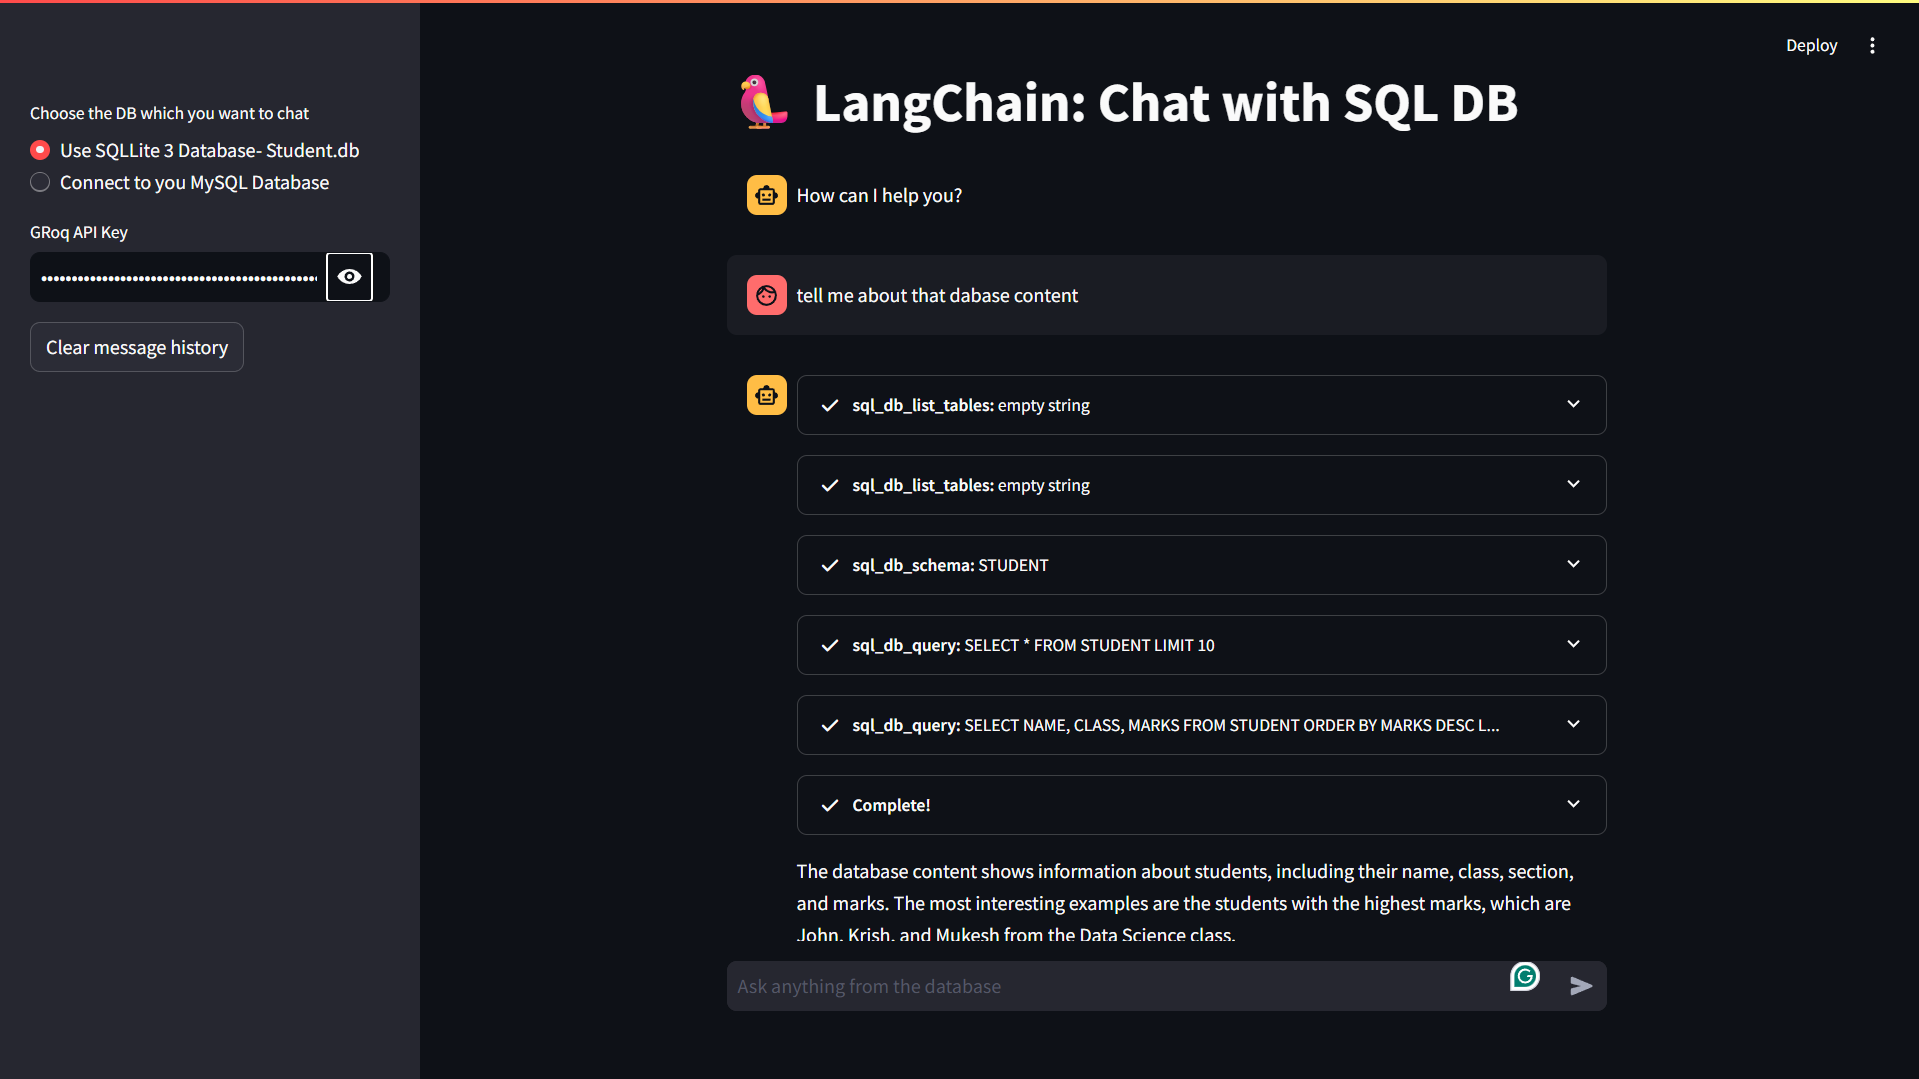 Deploy
Choose the DB which you want to chat
Use SQLLite 3 Database- Student.db
Connect to you MySQL Database
GRoq API Key
Clear message history
LangChain: Chat with SQL DB
How can I help you?
tell me about that dabase content
sql_db_list_tables: empty string
sql_db_list_tables: empty string
sql_db_schema: STUDENT
sql_db_query: SELECT * FROM STUDENT LIMIT 10
sql_db_query: SELECT NAME, CLASS, MARKS FROM STUDENT ORDER BY MARKS DESC L...
Complete!
The database content shows information about students, including their name, class, section,
and marks. The most interesting examples are the students with the highest marks, which are
John, Krish, and Mukesh from the Data Science class.
Ask anything from the database